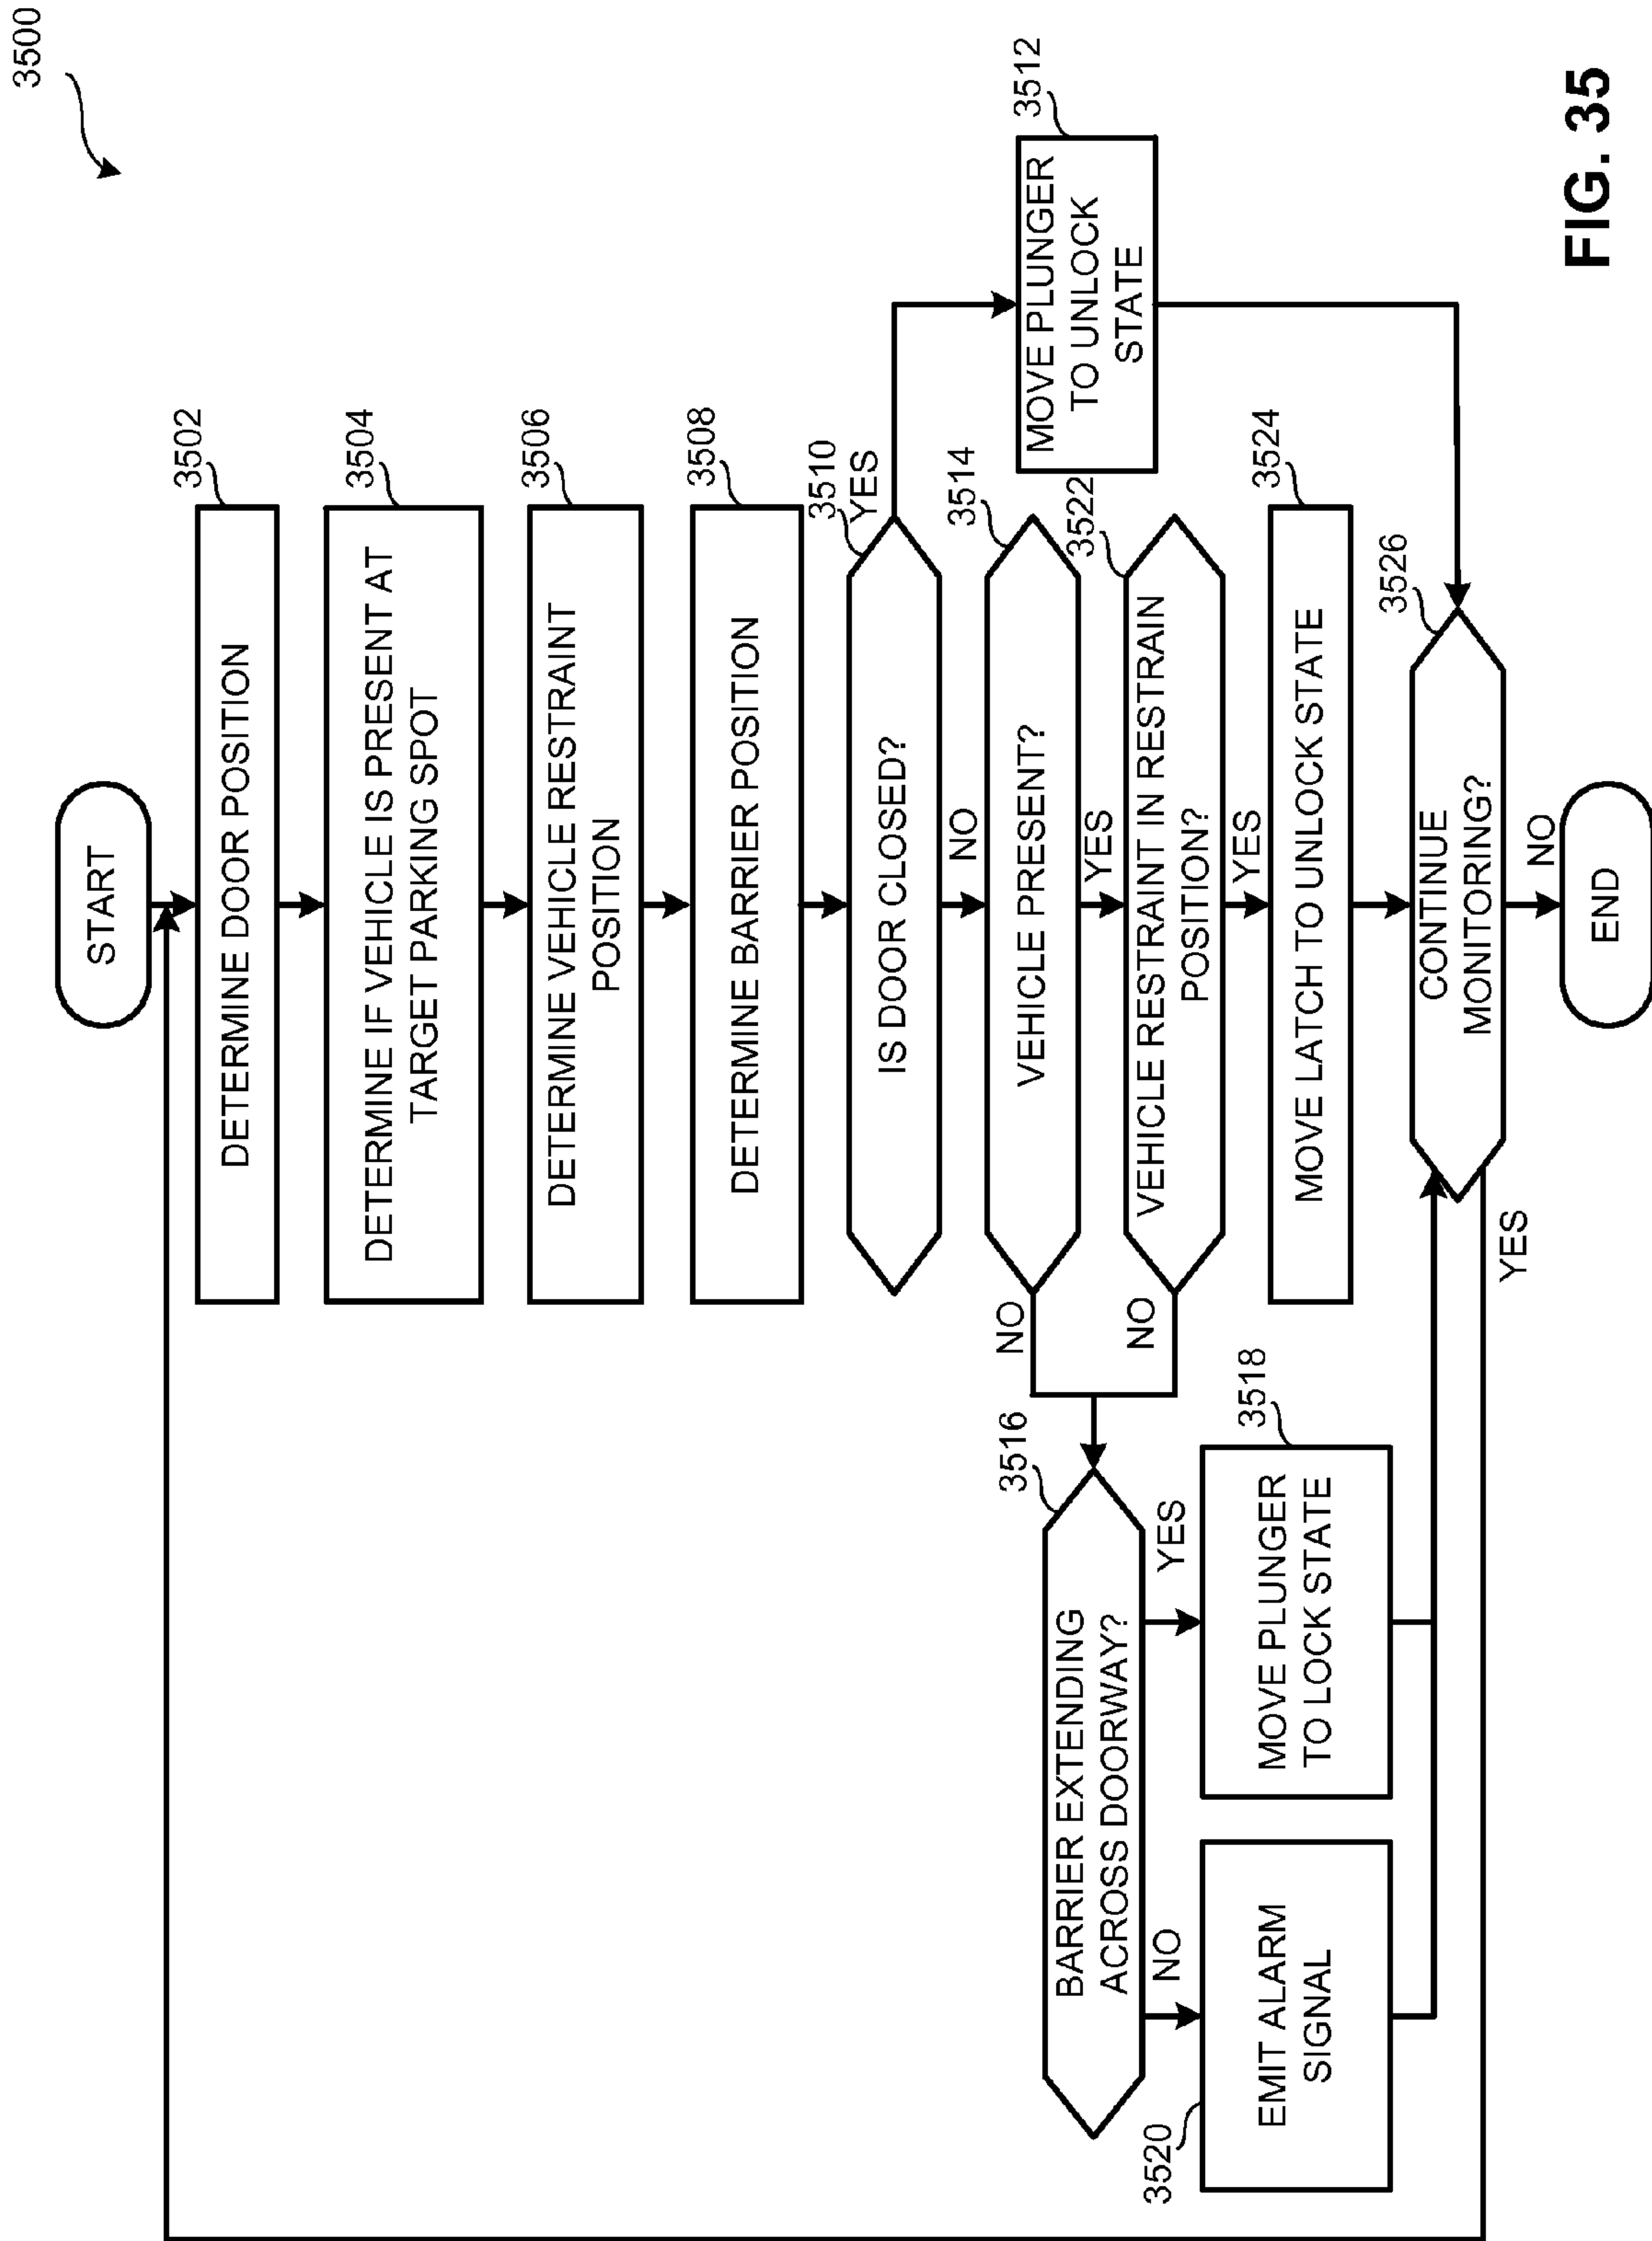 3500
START
3502
DETERMINE DOOR POSITION
3504
DETERMINE IF VEHICLE IS PRESENT AT
TARGET PARKING SPOT
3506
DETERMINE VEHICLE RESTRAINT
POSITION
3508
DETERMINE BARRIER POSITION
3510
YES
IS DOOR CLOSED?
NO
3512
MOVE PLUNGER
TO UNLOCK
STATE
3514
VEHICLE PRESENT?
NO
YES
3522
VEHICLE RESTRAINT IN RESTRAIN
POSITION?
NO
YES
3516
BARRIER EXTENDING
ACROSS DOORWAY?
NO
YES
3520
EMIT ALARM
SIGNAL
3518
MOVE PLUNGER
TO LOCK STATE
3524
MOVE LATCH TO UNLOCK STATE
3526
CONTINUE
MONITORING?
YES
NO
END
FIG. 35